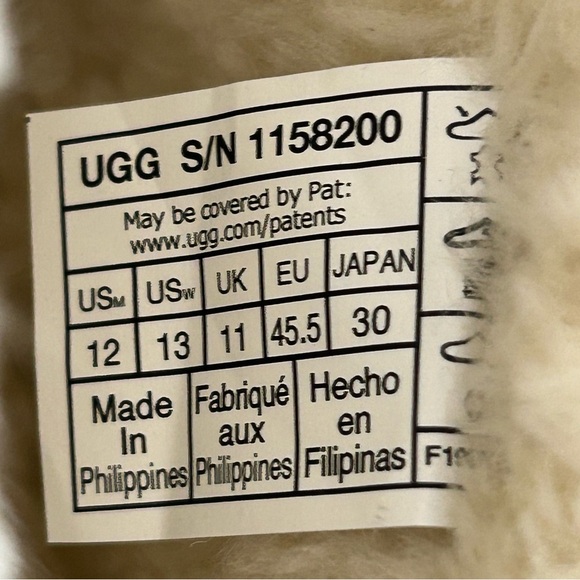 UGG S/N 1158200
May be covered by Pat:
www.ugg.com/patents
USM USW UK EU JAPAN
12 13 11 45.5 30
Made In Philippines
Fabriqué aux Philippines
Hecho en Filipinas